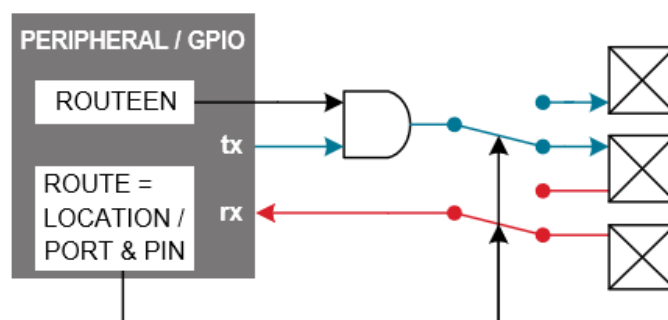 PERIPHERAL / GPIO
ROUTEEN
tx
ROUTE =
LOCATION /
PORT & PIN
rx